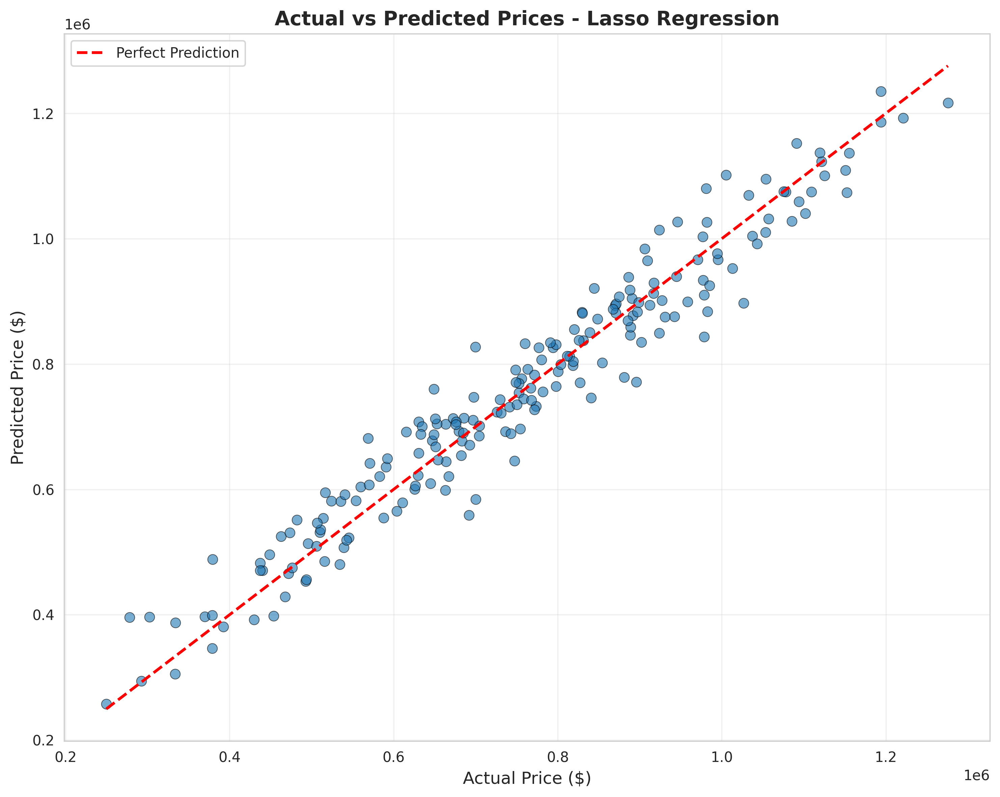 Actual vs Predicted Prices - Lasso Regression
1e6
Perfect Prediction
1.2
1.0
0.8
0.6
0.4
0.2
Predicted Price ($)
0.2 0.4 0.6 0.8 1.0 1.2
Actual Price ($)
1e6